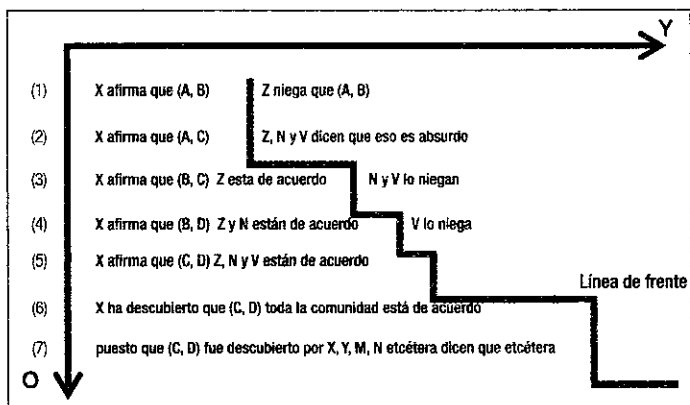 Y
(1) X afirma que (A, B) Z niega que (A, B)
(2) X afirma que (A, C) Z, N y V dicen que eso es absurdo
(3) X afirma que (B, C) Z esta de acuerdo N y V lo niegan
(4) X afirma que (B, D) Z y N están de acuerdo V lo niega
(5) X afirma que (C, D) Z, N y V están de acuerdo
Línea de frente
(6) X ha descubierto que (C, D) toda la comunidad está de acuerdo
(7) puesto que (C, D) fue descubierto por X, Y, M, N etcétera dicen que etcétera
O